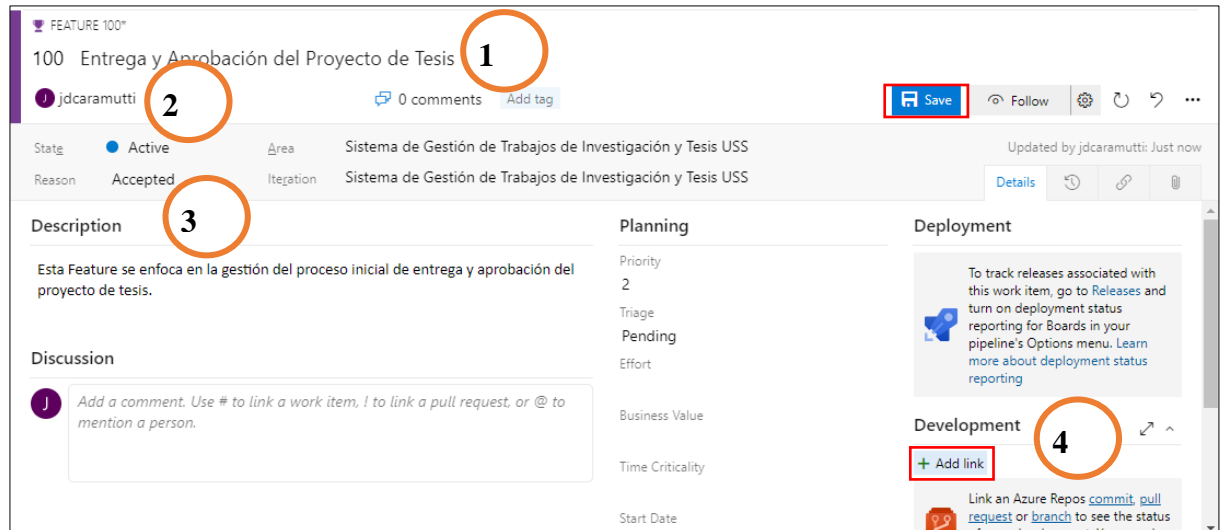 FEATURE 100*
100 Entrega y Aprobación del Proyecto de Tesis
1
J jdcaramutti
2
0 comments Add tag
Save Follow
State Active Area Sistema de Gestión de Trabajos de Investigación y Tesis USS Updated by jdcaramutti: Just now
Reason Accepted Iteration Sistema de Gestión de Trabajos de Investigación y Tesis USS Details
3
Description
Esta Feature se enfoca en la gestión del proceso inicial de entrega y aprobación del
proyecto de tesis.
Discussion
J
Add a comment. Use # to link a work item, ! to link a pull request, or @ to
mention a person.
Planning
Priority
2
Triage
Pending
Effort
Business Value
Time Criticality
Start Date
Deployment
To track releases associated with
this work item, go to Releases and
turn on deployment status
reporting for Boards in your
pipeline's Options menu. Learn
more about deployment status
reporting
Development
4
+ Add link
Link an Azure Repos commit, pull
request or branch to see the status